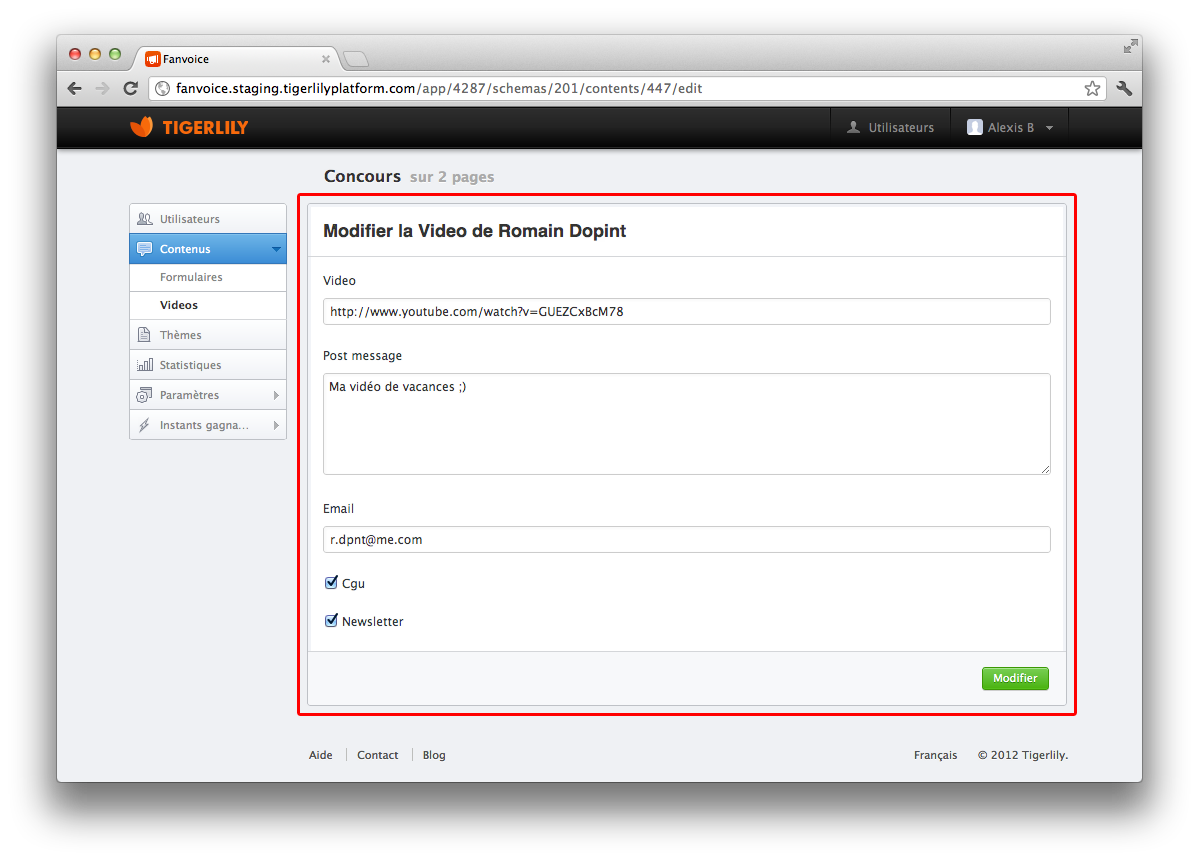 Fanvoice
fanvoice.staging.tigerlilyplatform.com/app/4287/schemas/201/contents/447/edit
TIGERLILY
Utilisateurs
Alexis B
Concours sur 2 pages
Utilisateurs
Contenus
Formulaires
Videos
Thèmes
Statistiques
Paramètres
Instants gagna...
Modifier la Video de Romain Dopint
Video
http://www.youtube.com/watch?v=GUEZCxBcM78
Post message
Ma vidéo de vacances ;)
Email
r.dpnt@me.com
Cgu
Newsletter
Modifier
Aide
Contact
Blog
Français
© 2012 Tigerlily.